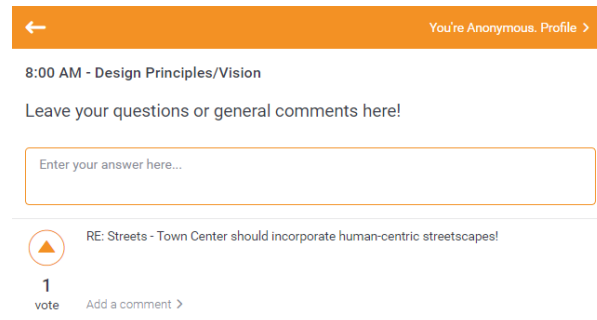 You're Anonymous. Profile >
8:00 AM - Design Principles/Vision
Leave your questions or general comments here!
Enter your answer here...
RE: Streets - Town Center should incorporate human-centric streetscapes!
1
vote
Add a comment >